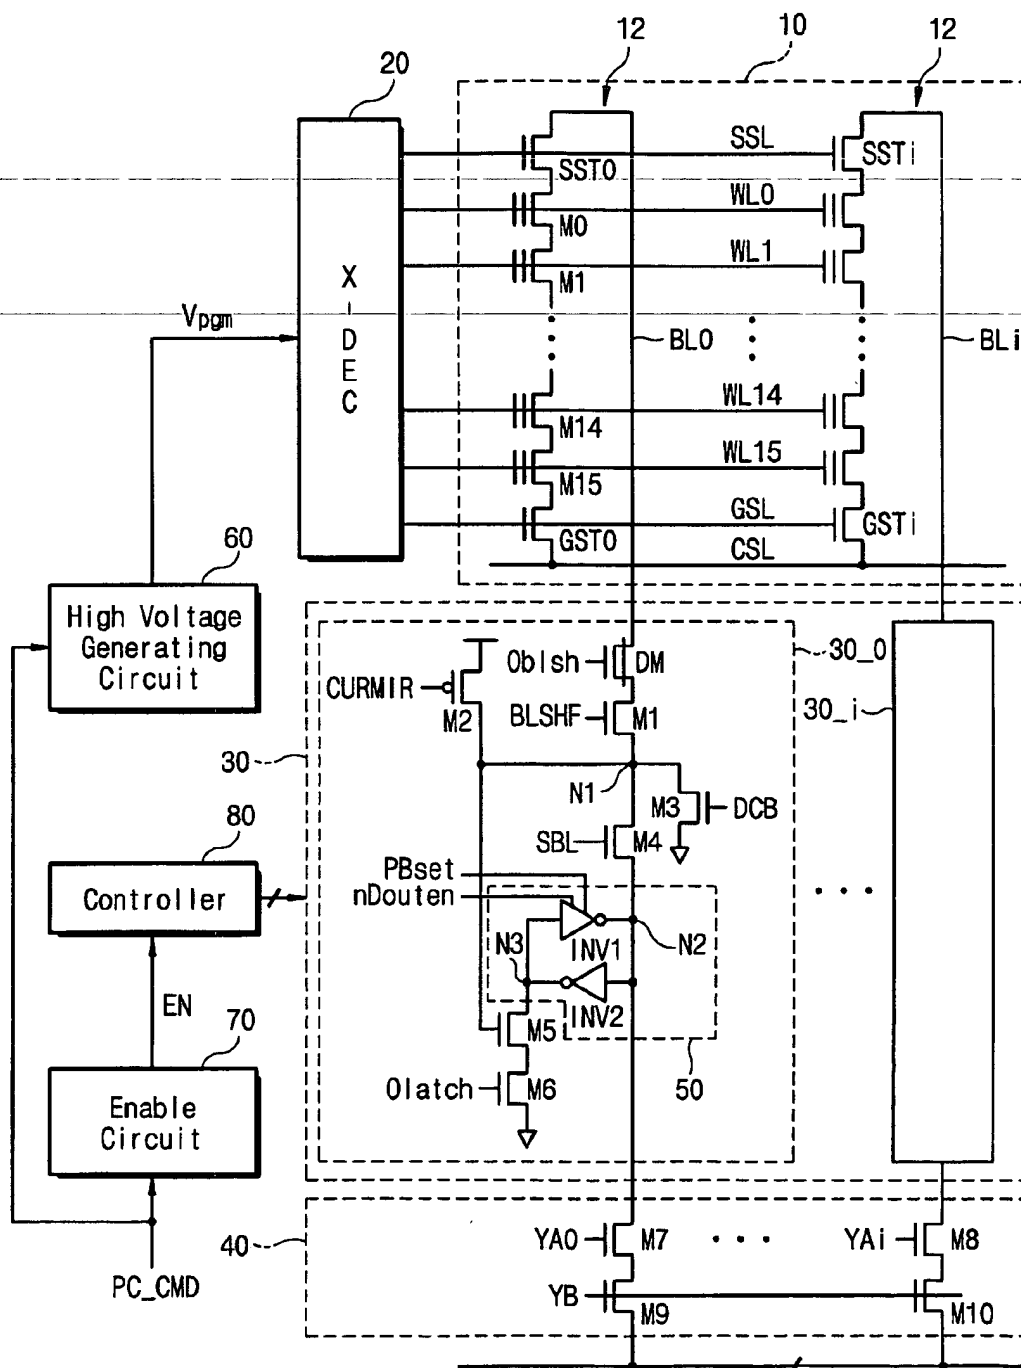 12
10
12
20
SSL
SST0
SSTi
WL0
M0
WL1
M1
X-DEC
Vpgm
BL0
BLi
WL14
M14
WL15
M15
GSL
GST0
GSTi
CSL
60
High Voltage
Generating
Circuit
Oblsh
DM
30_0
CURMIR
M2
BLSHF
M1
30_i
30
N1
M3
DCB
SBL
M4
80
Controller
PBset
nDouten
INV1
N2
N3
INV2
EN
M5
70
Olatch
M6
50
Enable
Circuit
40
YA0
M7
YAi
M8
PC_CMD
YB
M9
M10